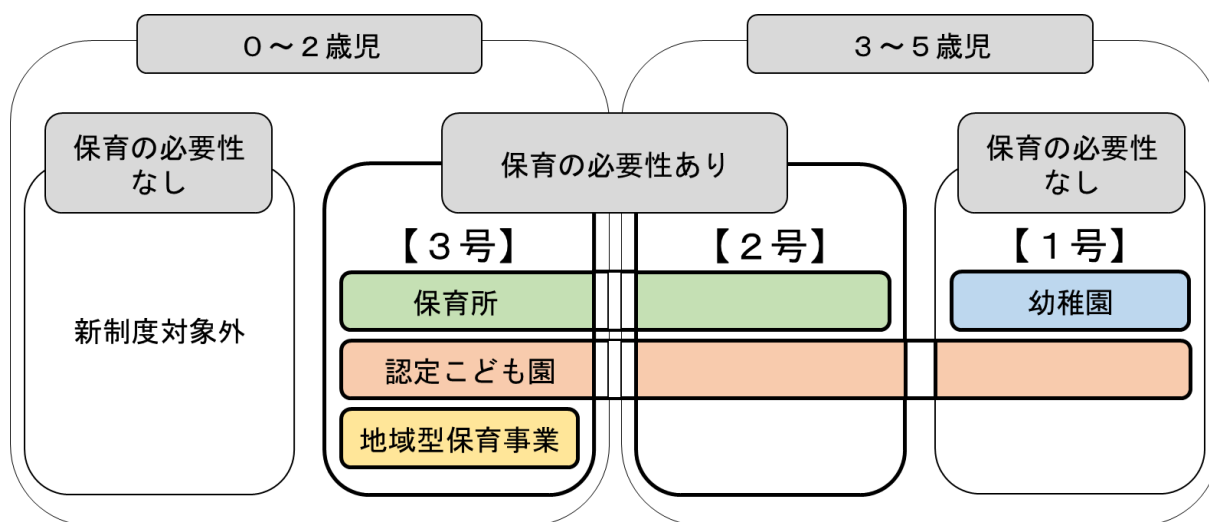 ０～２歳児
３～５歳児
保育の必要性
なし
保育の必要性あり
保育の必要性
なし
【３号】
【２号】
【１号】
保育所
幼稚園
新制度対象外
認定こども園
地域型保育事業